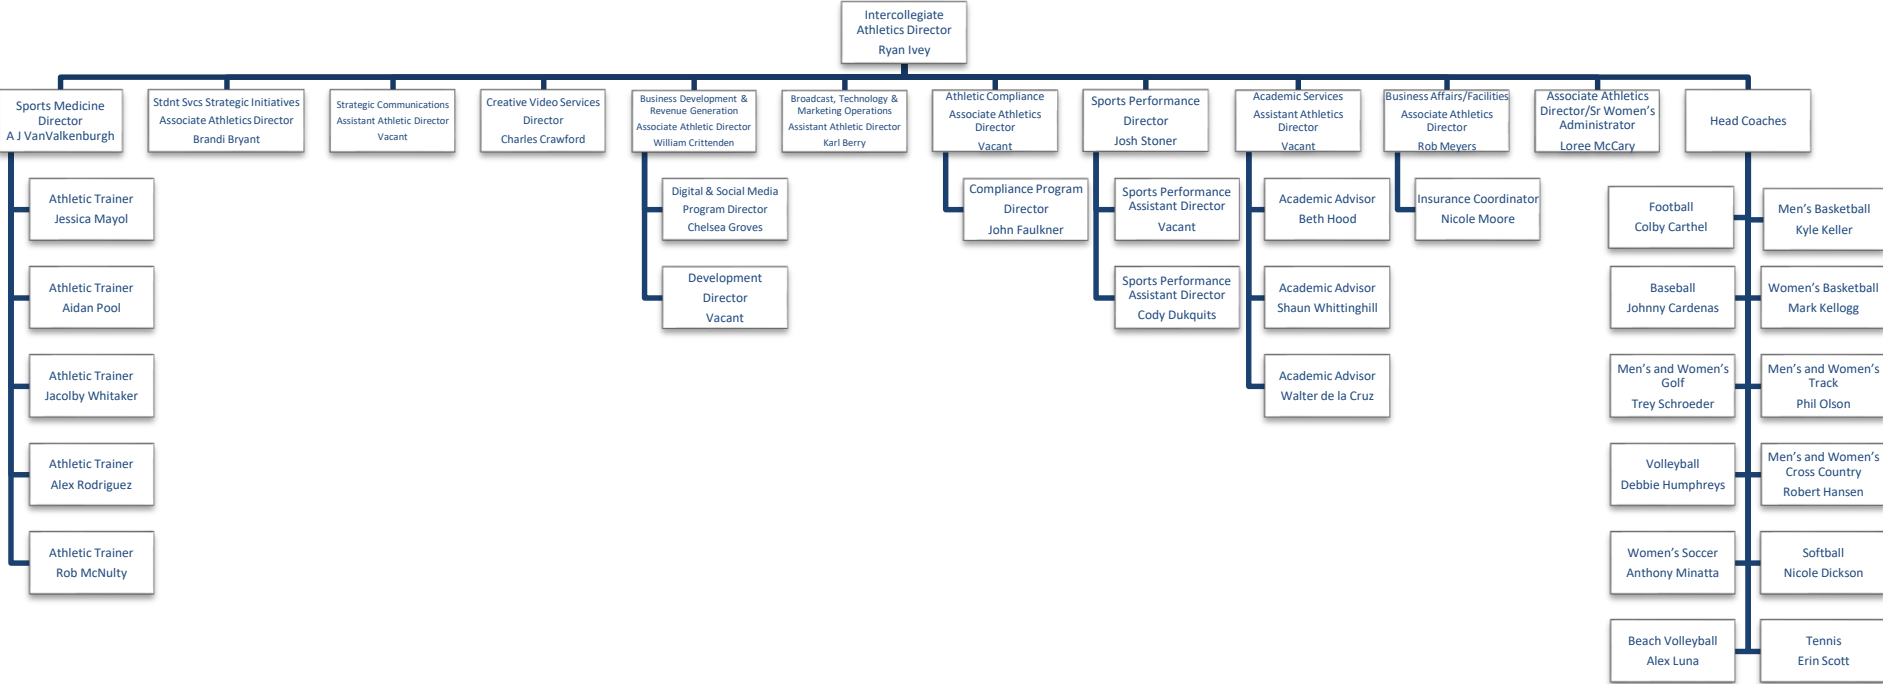 Intercollegiate
Athletics Director
Ryan Ivey
Sports Medicine
Director
A J VanValkenburgh
Stdnt Svcs Strategic Initiatives
Associate Athletics Director
Brandi Bryant
Strategic Communications
Assistant Athletic Director
Vacant
Creative Video Services
Director
Charles Crawford
Business Development &
Revenue Generation
Associate Athletic Director
William Crittenden
Broadcast, Technology &
Marketing Operations
Assistant Athletic Director
Karl Berry
Athletic Compliance
Associate Athletics
Director
Vacant
Sports Performance
Director
Josh Stoner
Academic Services
Assistant Athletics
Director
Vacant
Business Affairs/Facilities
Associate Athletics
Director
Rob Meyers
Associate Athletics
Director/Sr Women’s
Administrator
Loree McCary
Head Coaches
Athletic Trainer
Jessica Mayol
Athletic Trainer
Aidan Pool
Athletic Trainer
Jacolby Whitaker
Athletic Trainer
Alex Rodriguez
Athletic Trainer
Rob McNulty
Digital & Social Media
Program Director
Chelsea Groves
Development
Director
Vacant
Compliance Program
Director
John Faulkner
Sports Performance
Assistant Director
Vacant
Sports Performance
Assistant Director
Cody Dukquits
Academic Advisor
Beth Hood
Academic Advisor
Shaun Whittinghill
Academic Advisor
Walter de la Cruz
Insurance Coordinator
Nicole Moore
Football
Colby Carthel
Men’s Basketball
Kyle Keller
Baseball
Johnny Cardenas
Women’s Basketball
Mark Kellogg
Men’s and Women’s
Golf
Trey Schroeder
Men’s and Women’s
Track
Phil Olson
Volleyball
Debbie Humphreys
Men’s and Women’s
Cross Country
Robert Hansen
Women’s Soccer
Anthony Minatta
Softball
Nicole Dickson
Beach Volleyball
Alex Luna
Tennis
Erin Scott